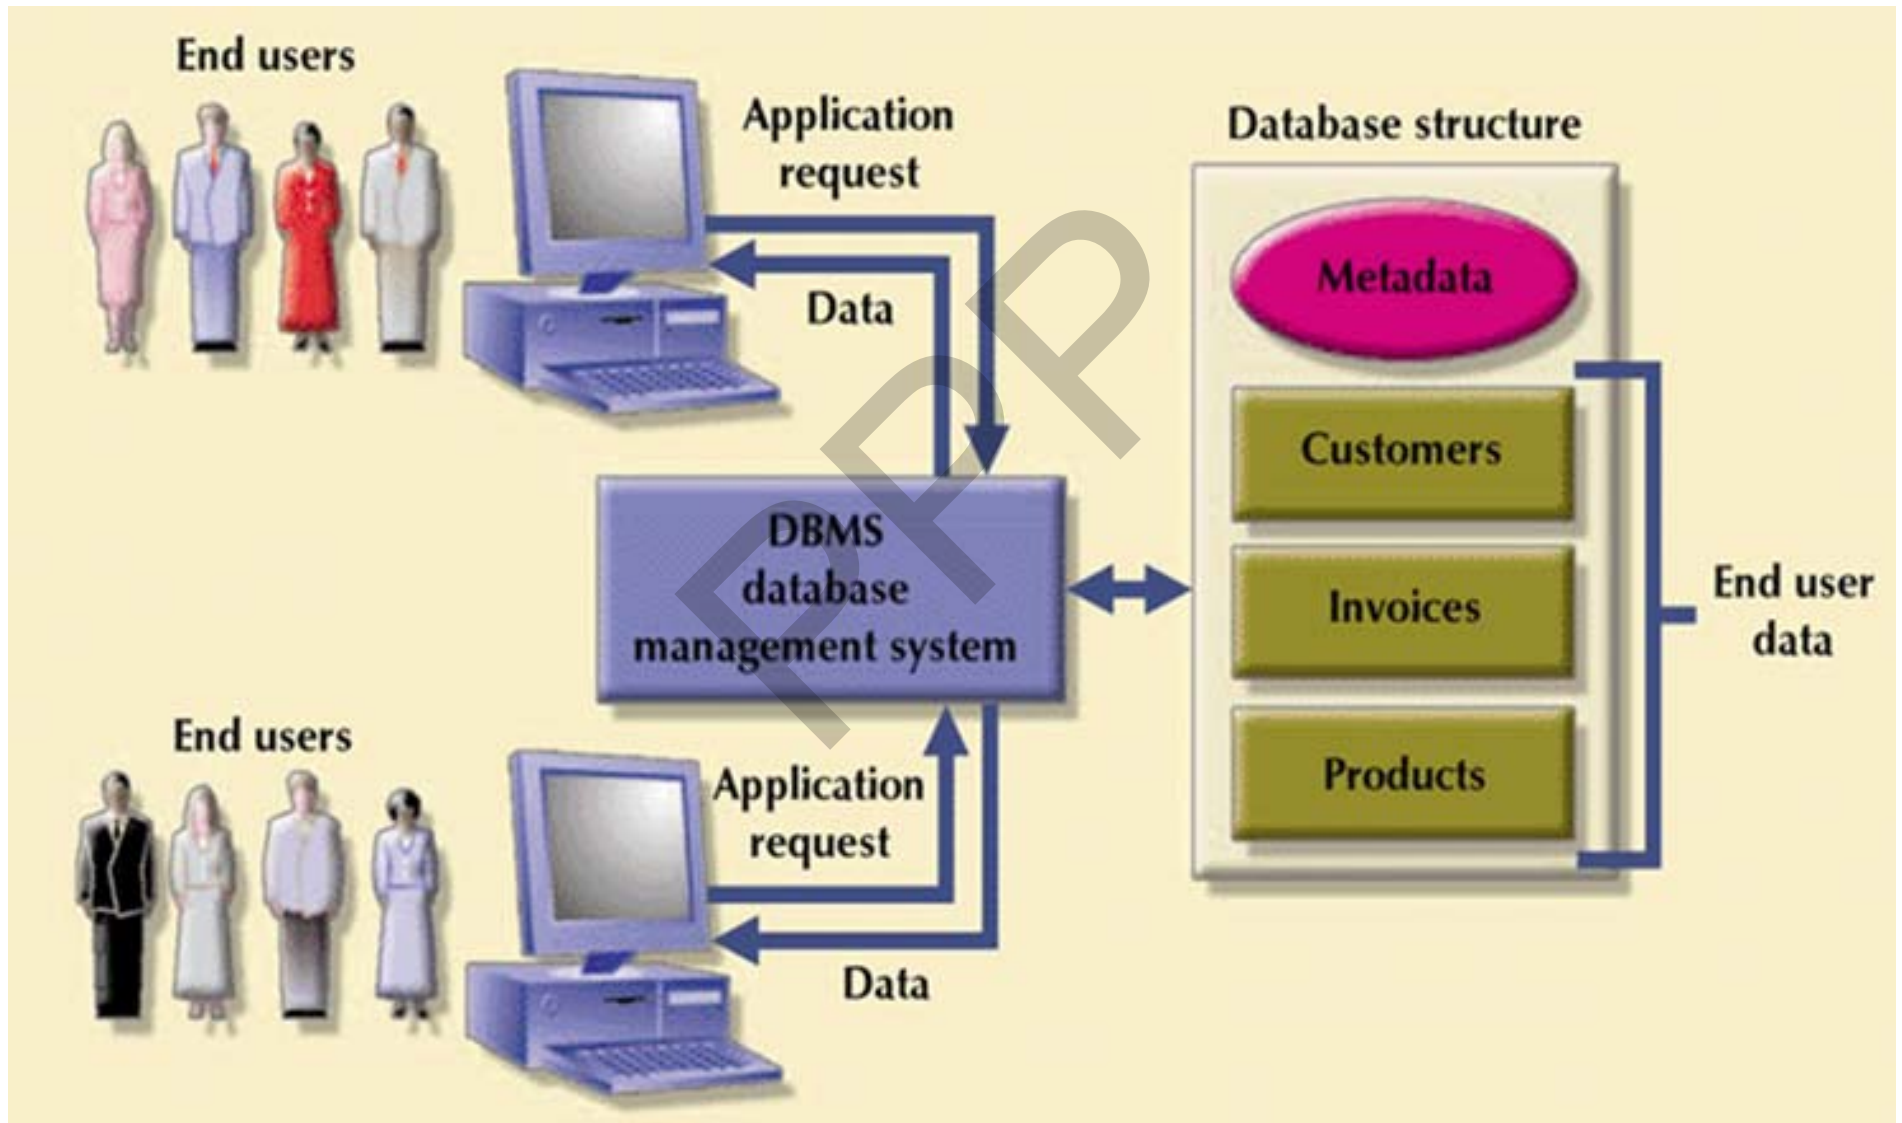 End users
Application
request
Data
Database structure
Metadata
Customers
Invoices
Products
End user
data
DBMS
database
management system
End users
Application
request
Data
PPP